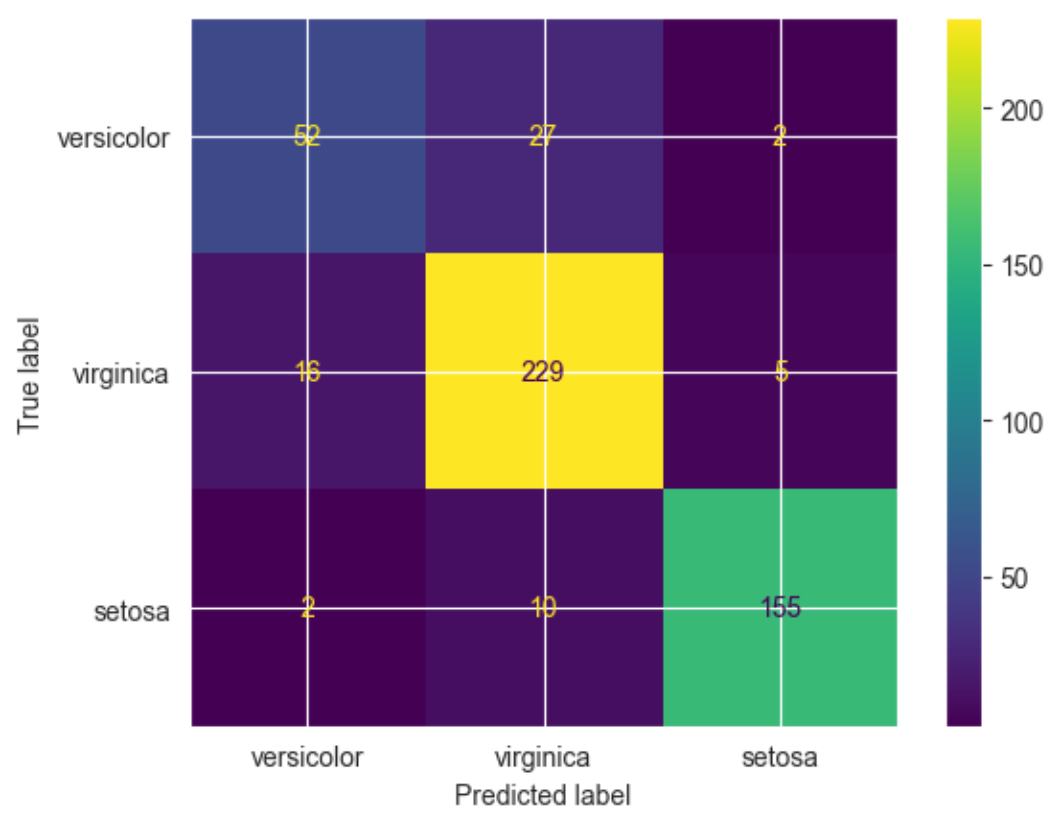 versicolor 52 27 2
virginica 16 229 5
setosa 2 10 155
versicolor virginica setosa
Predicted label
True label
200
150
100
50